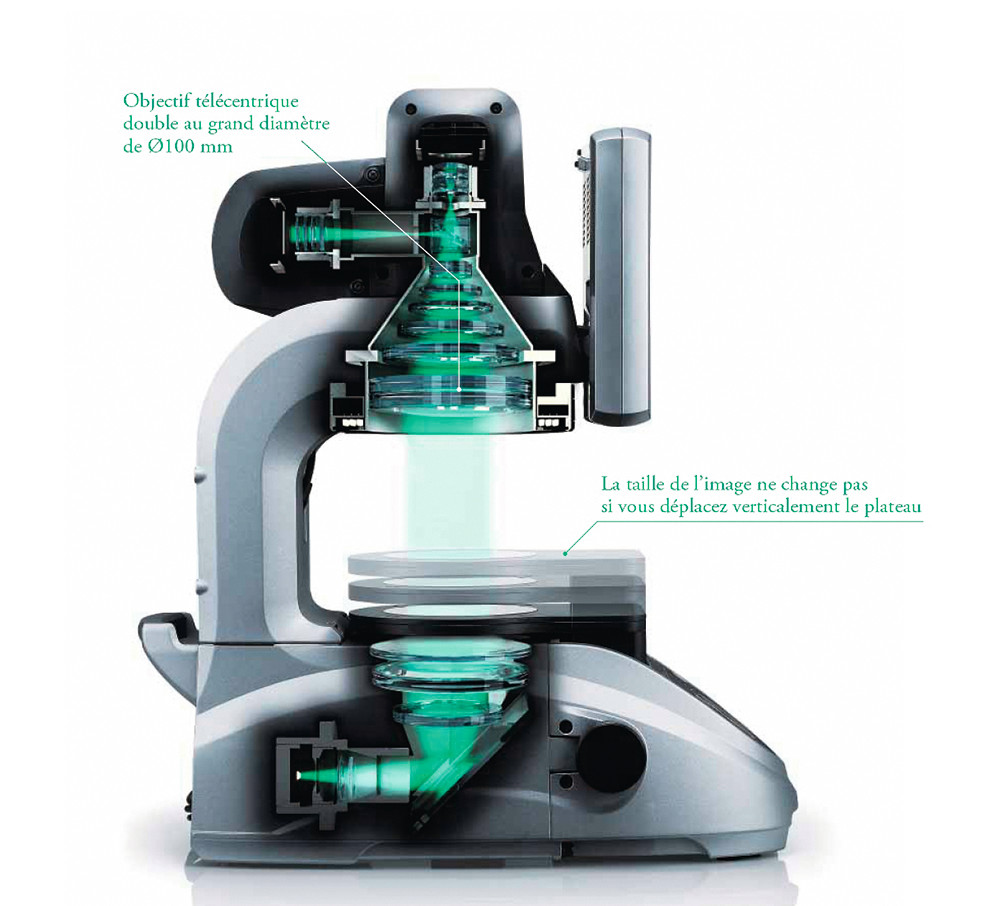 Objectif télécentrique
double au grand diamètre
de Ø100 mm
La taille de l'image ne change pas
si vous déplacez verticalement le plateau